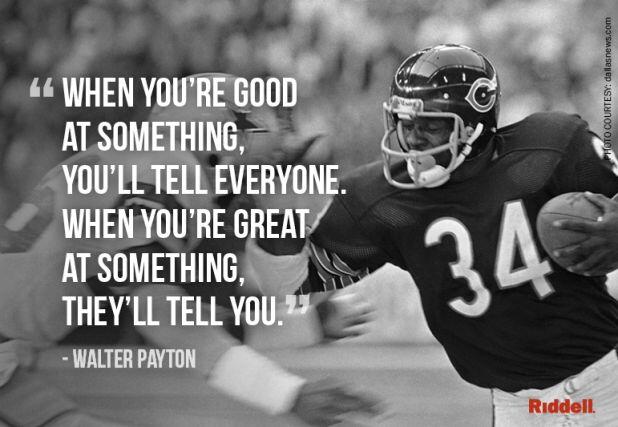 “ WHEN YOU’RE GOOD
AT SOMETHING,
YOU’LL TELL EVERYONE.
WHEN YOU’RE GREAT
AT SOMETHING,
THEY’LL TELL YOU.”
- WALTER PAYTON
34
PHOTO COURTESY: dallasnews.com
Riddell.